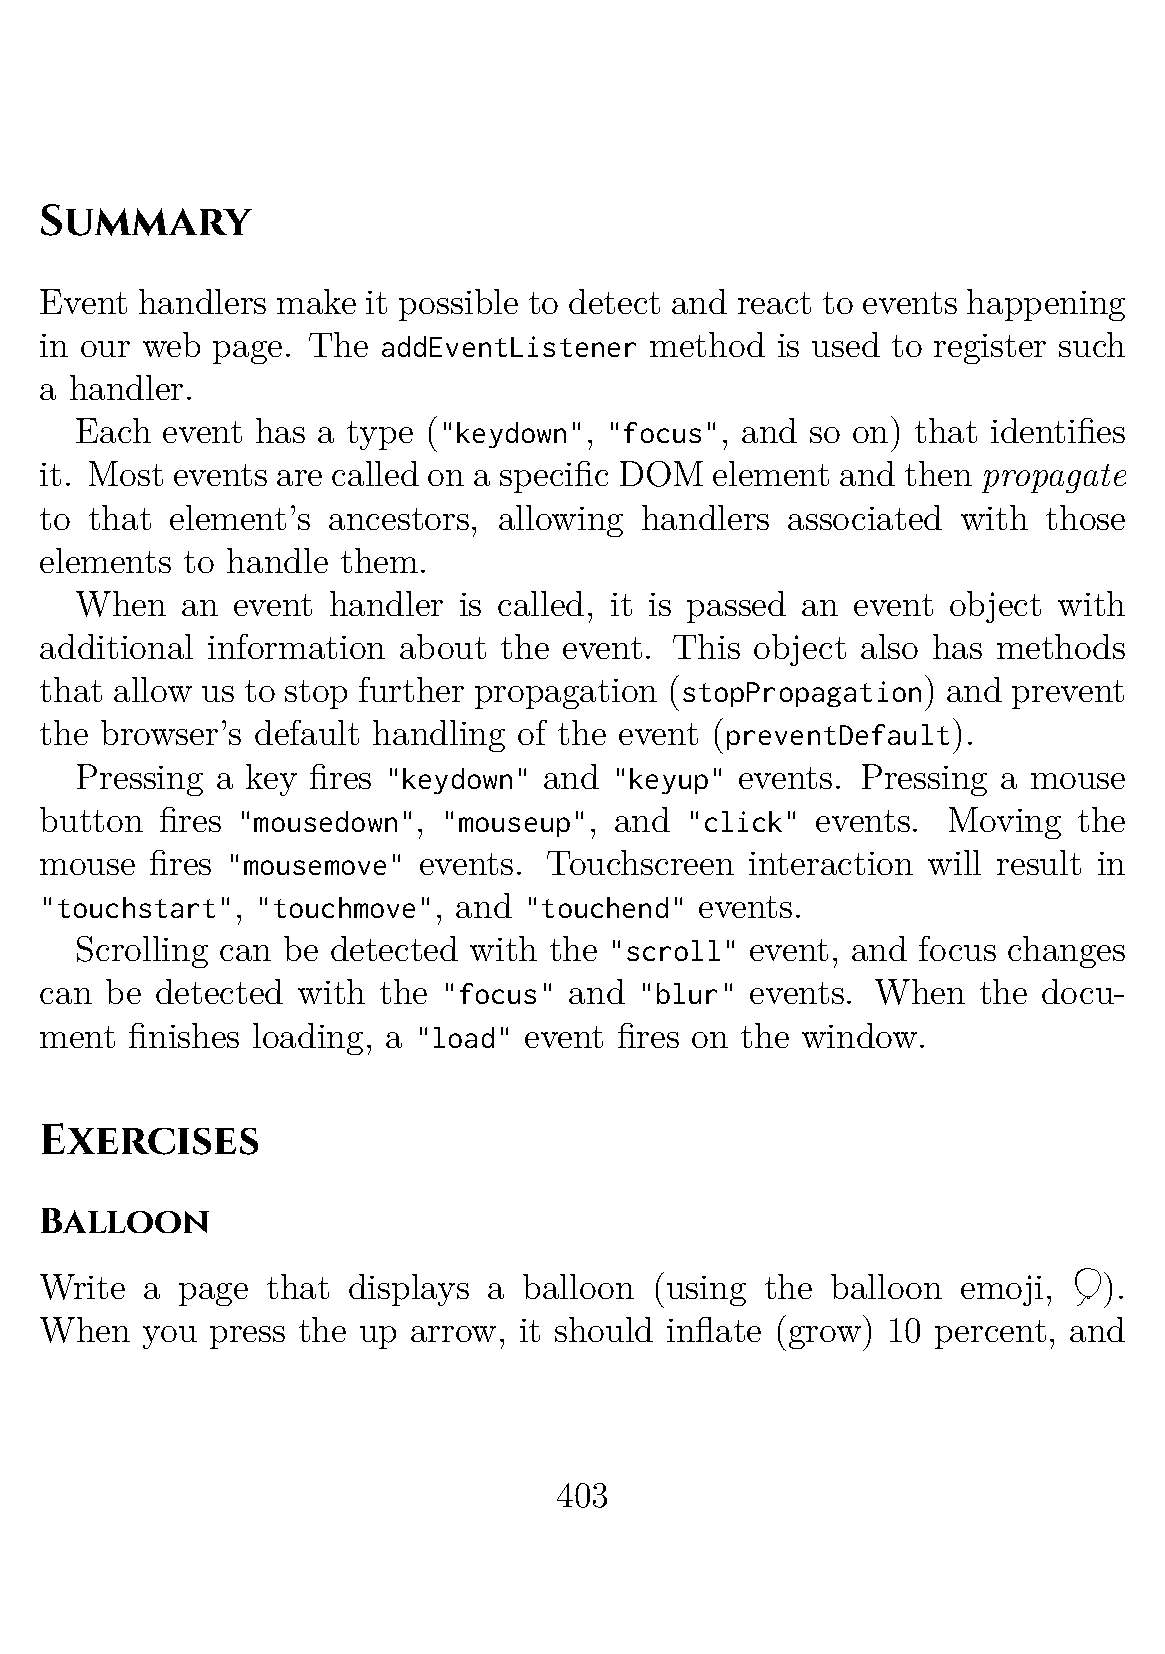 Summary
Event handlers make it possible to detect and react to events happening
in our web page. The addEventListener method is used to register such
a handler.
Each event has a type ("keydown", "focus", and so on) that identifies
it. Most events are called on a specific DOM element and then propagate
to that element's ancestors, allowing handlers associated with those
elements to handle them.
When an event handler is called, it is passed an event object with
additional information about the event. This object also has methods
that allow us to stop further propagation (stopPropagation) and prevent
the browser's default handling of the event (preventDefault).
Pressing a key fires "keydown" and "keyup" events. Pressing a mouse
button fires "mousedown", "mouseup", and "click" events. Moving the
mouse fires "mousemove" events. Touchscreen interaction will result in
"touchstart", "touchmove", and "touchend" events.
Scrolling can be detected with the "scroll" event, and focus changes
can be detected with the "focus" and "blur" events. When the docu-
ment finishes loading, a "load" event fires on the window.
Exercises
Balloon
Write a page that displays a balloon (using the balloon emoji, 🎈).
When you press the up arrow, it should inflate (grow) 10 percent, and
403